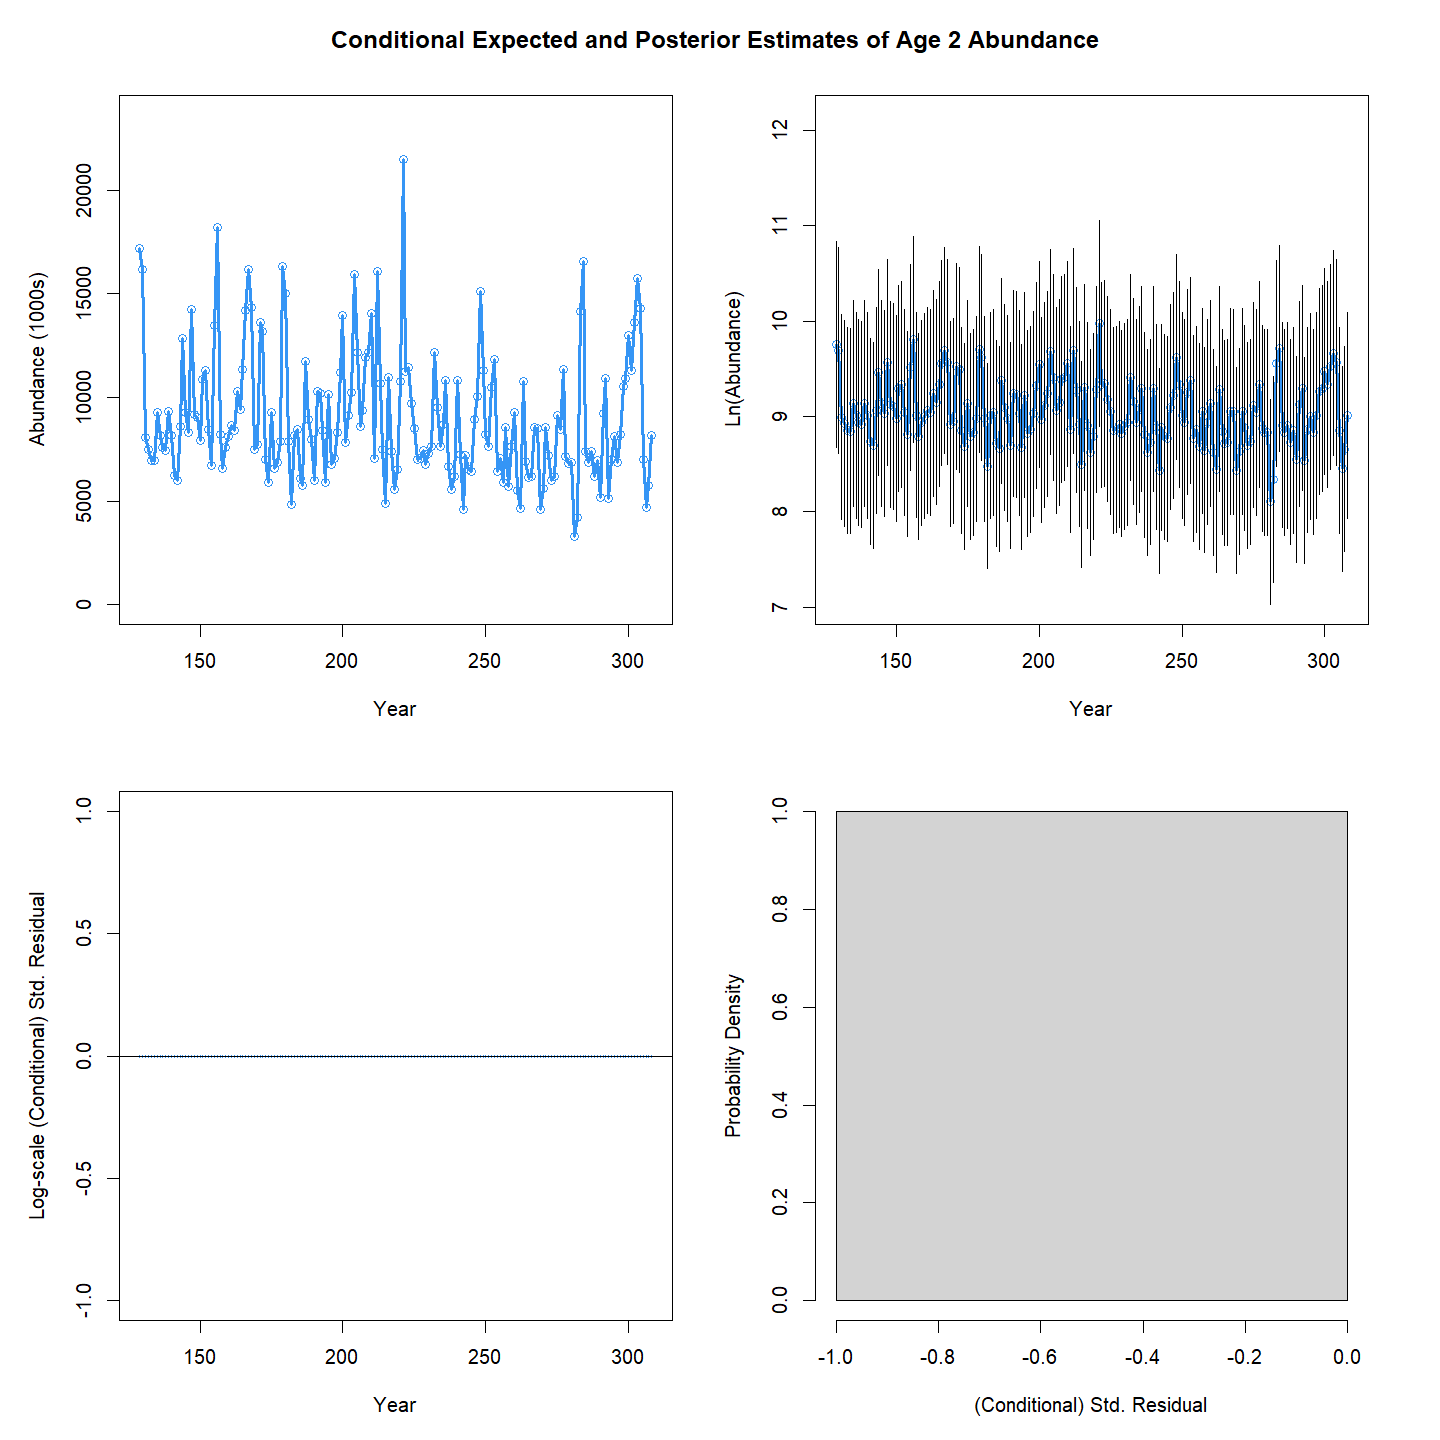 Conditional Expected and Posterior Estimates of Age 2 Abundance
Abundance (1000s)
20000
15000
10000
5000
0
150 200 250 300
Year
Ln(Abundance)
12
11
10
9
8
7
150 200 250 300
Year
Log-scale (Conditional) Std. Residual
1.0
0.5
0.0
-0.5
-1.0
150 200 250 300
Year
Probability Density
1.0
0.8
0.6
0.4
0.2
0.0
-1.0 -0.8 -0.6 -0.4 -0.2 0.0
(Conditional) Std. Residual